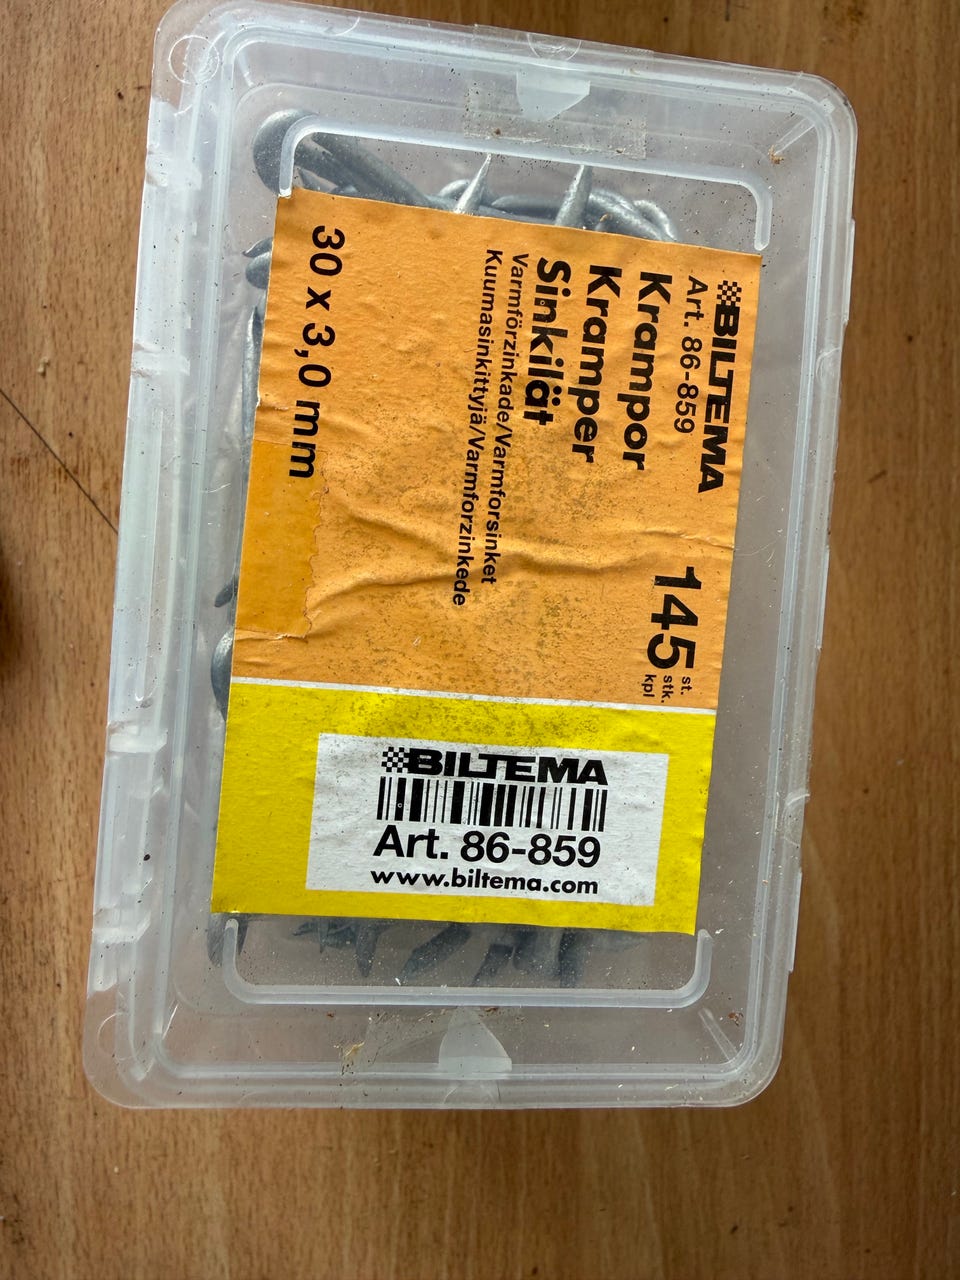 BILTEMA
Art. 86-859
Krampor
Kramper
Sinkilät
145 st.
stk.
kpl
Varmförzinkade/Varmforsinket
Kuumasinkittyjä/Varmforzinkede
30 x 3,0 mm
BILTEMA
Art. 86-859
www.biltema.com